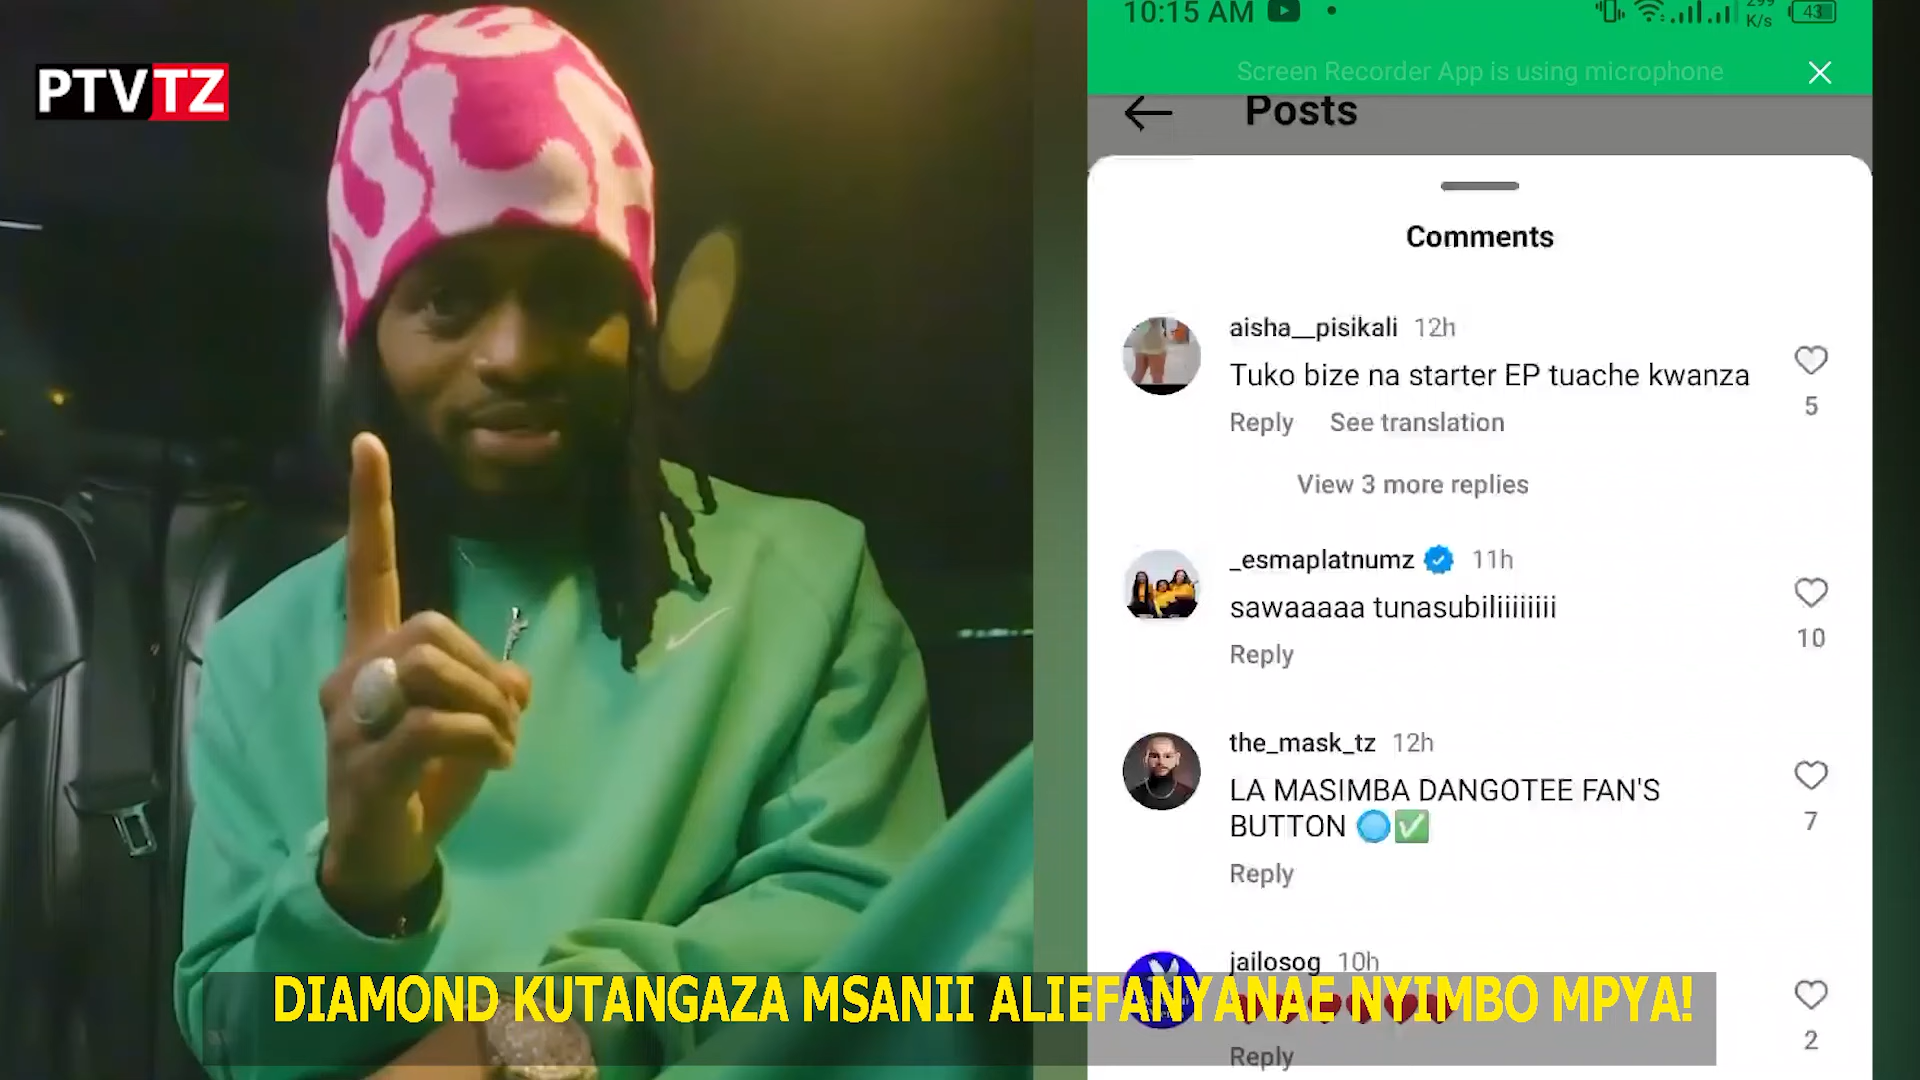 PTVTZ
10:15 AM
299
K/s
43
Screen Recorder App is using microphone
Posts
Comments
aisha__pisikali 12h
Tuko bize na starter EP tuache kwanza
5
Reply See translation
View 3 more replies
_esmaplatnumz 11h
sawaaaaa tunasubiliiiiiiii
10
Reply
the_mask_tz 12h
LA MASIMBA DANGOTEE FAN'S
BUTTON 🔵✅
7
Reply
jailosog 10h
2
Reply
DIAMOND KUTANGAZA MSANII ALIEFANYANAE NYIMBO MPYA!